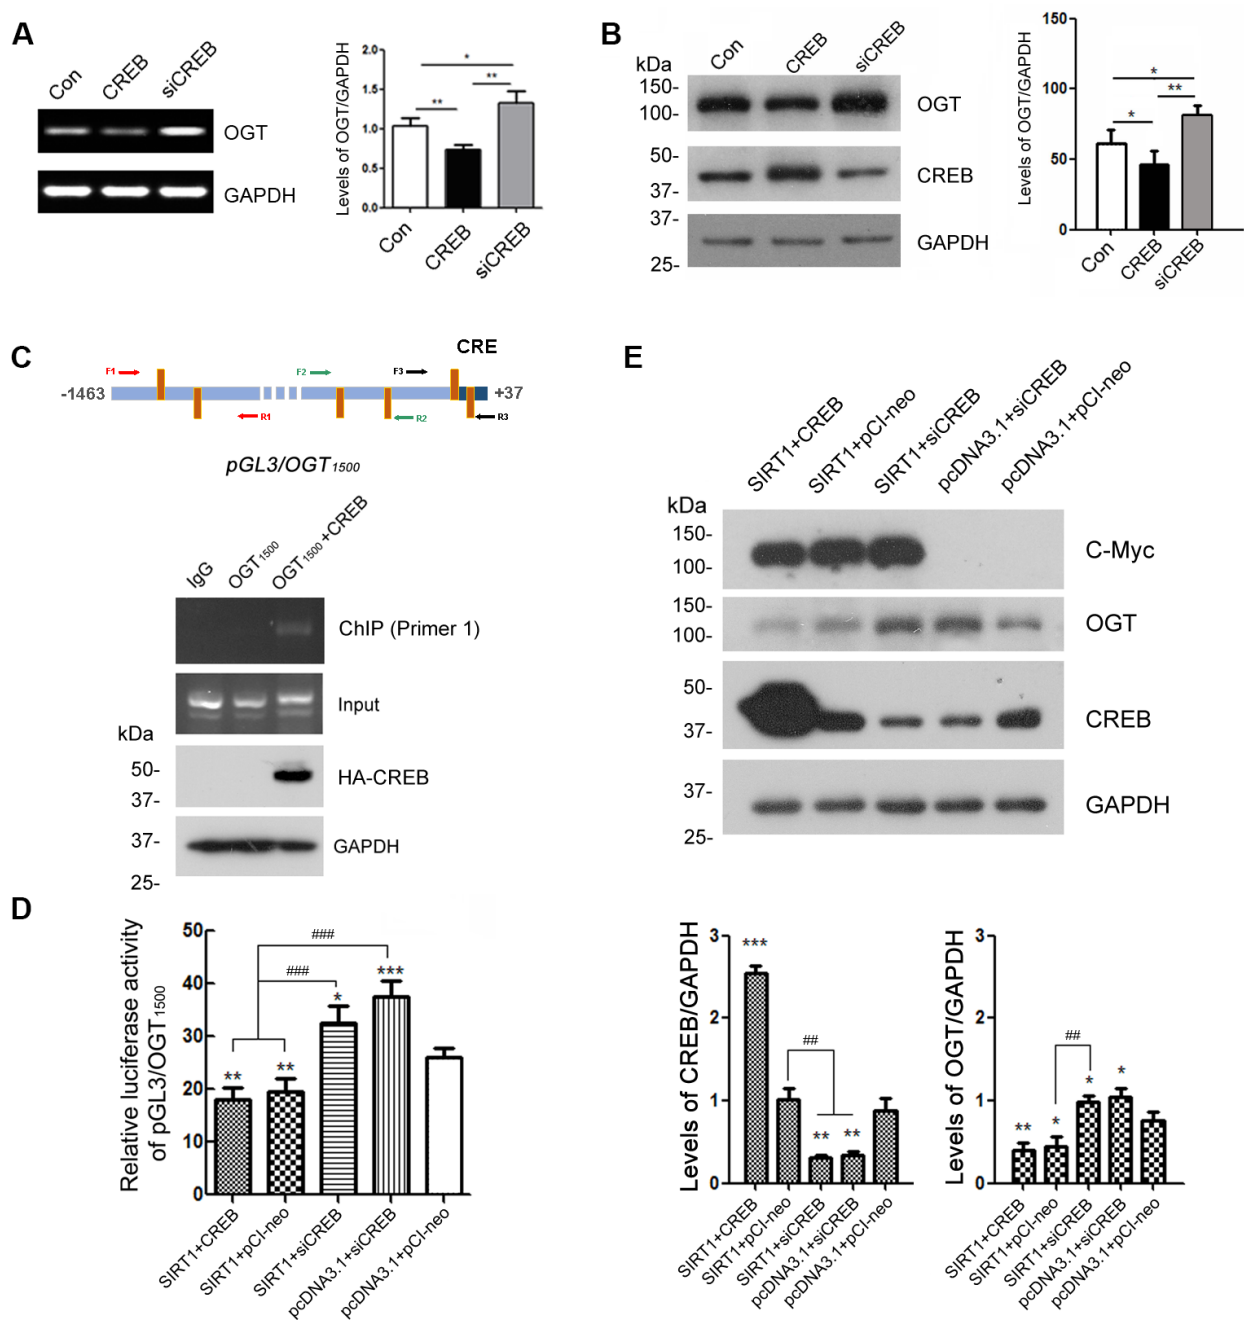 A
Con
CREB
siCREB
OGT
GAPDH
Levels of OGT/GAPDH
2.0
1.5
1.0
0.5
0.0
*
**
**
Con
CREB
siCREB
B
kDa
Con
CREB
siCREB
150-
100-
OGT
50-
37-
CREB
37-
25-
GAPDH
Levels of OGT/GAPDH
150
100
50
0
*
**
*
Con
CREB
siCREB
C
CRE
F1
F2
F3
-1463
+37
R1
R2
R3
pGL3/OGT1500
IgG
OGT1500
OGT1500+CREB
ChIP (Primer 1)
Input
kDa
50-
37-
HA-CREB
37-
25-
GAPDH
D
Relative luciferase activity
of pGL3/OGT1500
50
40
30
20
10
0
###
###
**
**
*
***
SIRT1+CREB
SIRT1+pCI-neo
SIRT1+siCREB
pcDNA3.1+siCREB
pcDNA3.1+pCI-neo
E
SIRT1+CREB
SIRT1+pCI-neo
SIRT1+siCREB
pcDNA3.1+siCREB
pcDNA3.1+pCI-neo
kDa
150-
100-
C-Myc
150-
100-
OGT
50-
37-
CREB
37-
25-
GAPDH
Levels of CREB/GAPDH
3
2
1
0
***
##
**
**
SIRT1+CREB
SIRT1+pCI-neo
SIRT1+siCREB
pcDNA3.1+siCREB
pcDNA3.1+pCI-neo
Levels of OGT/GAPDH
3
2
1
0
##
**
*
*
*
SIRT1+CREB
SIRT1+pCI-neo
SIRT1+siCREB
pcDNA3.1+siCREB
pcDNA3.1+pCI-neo